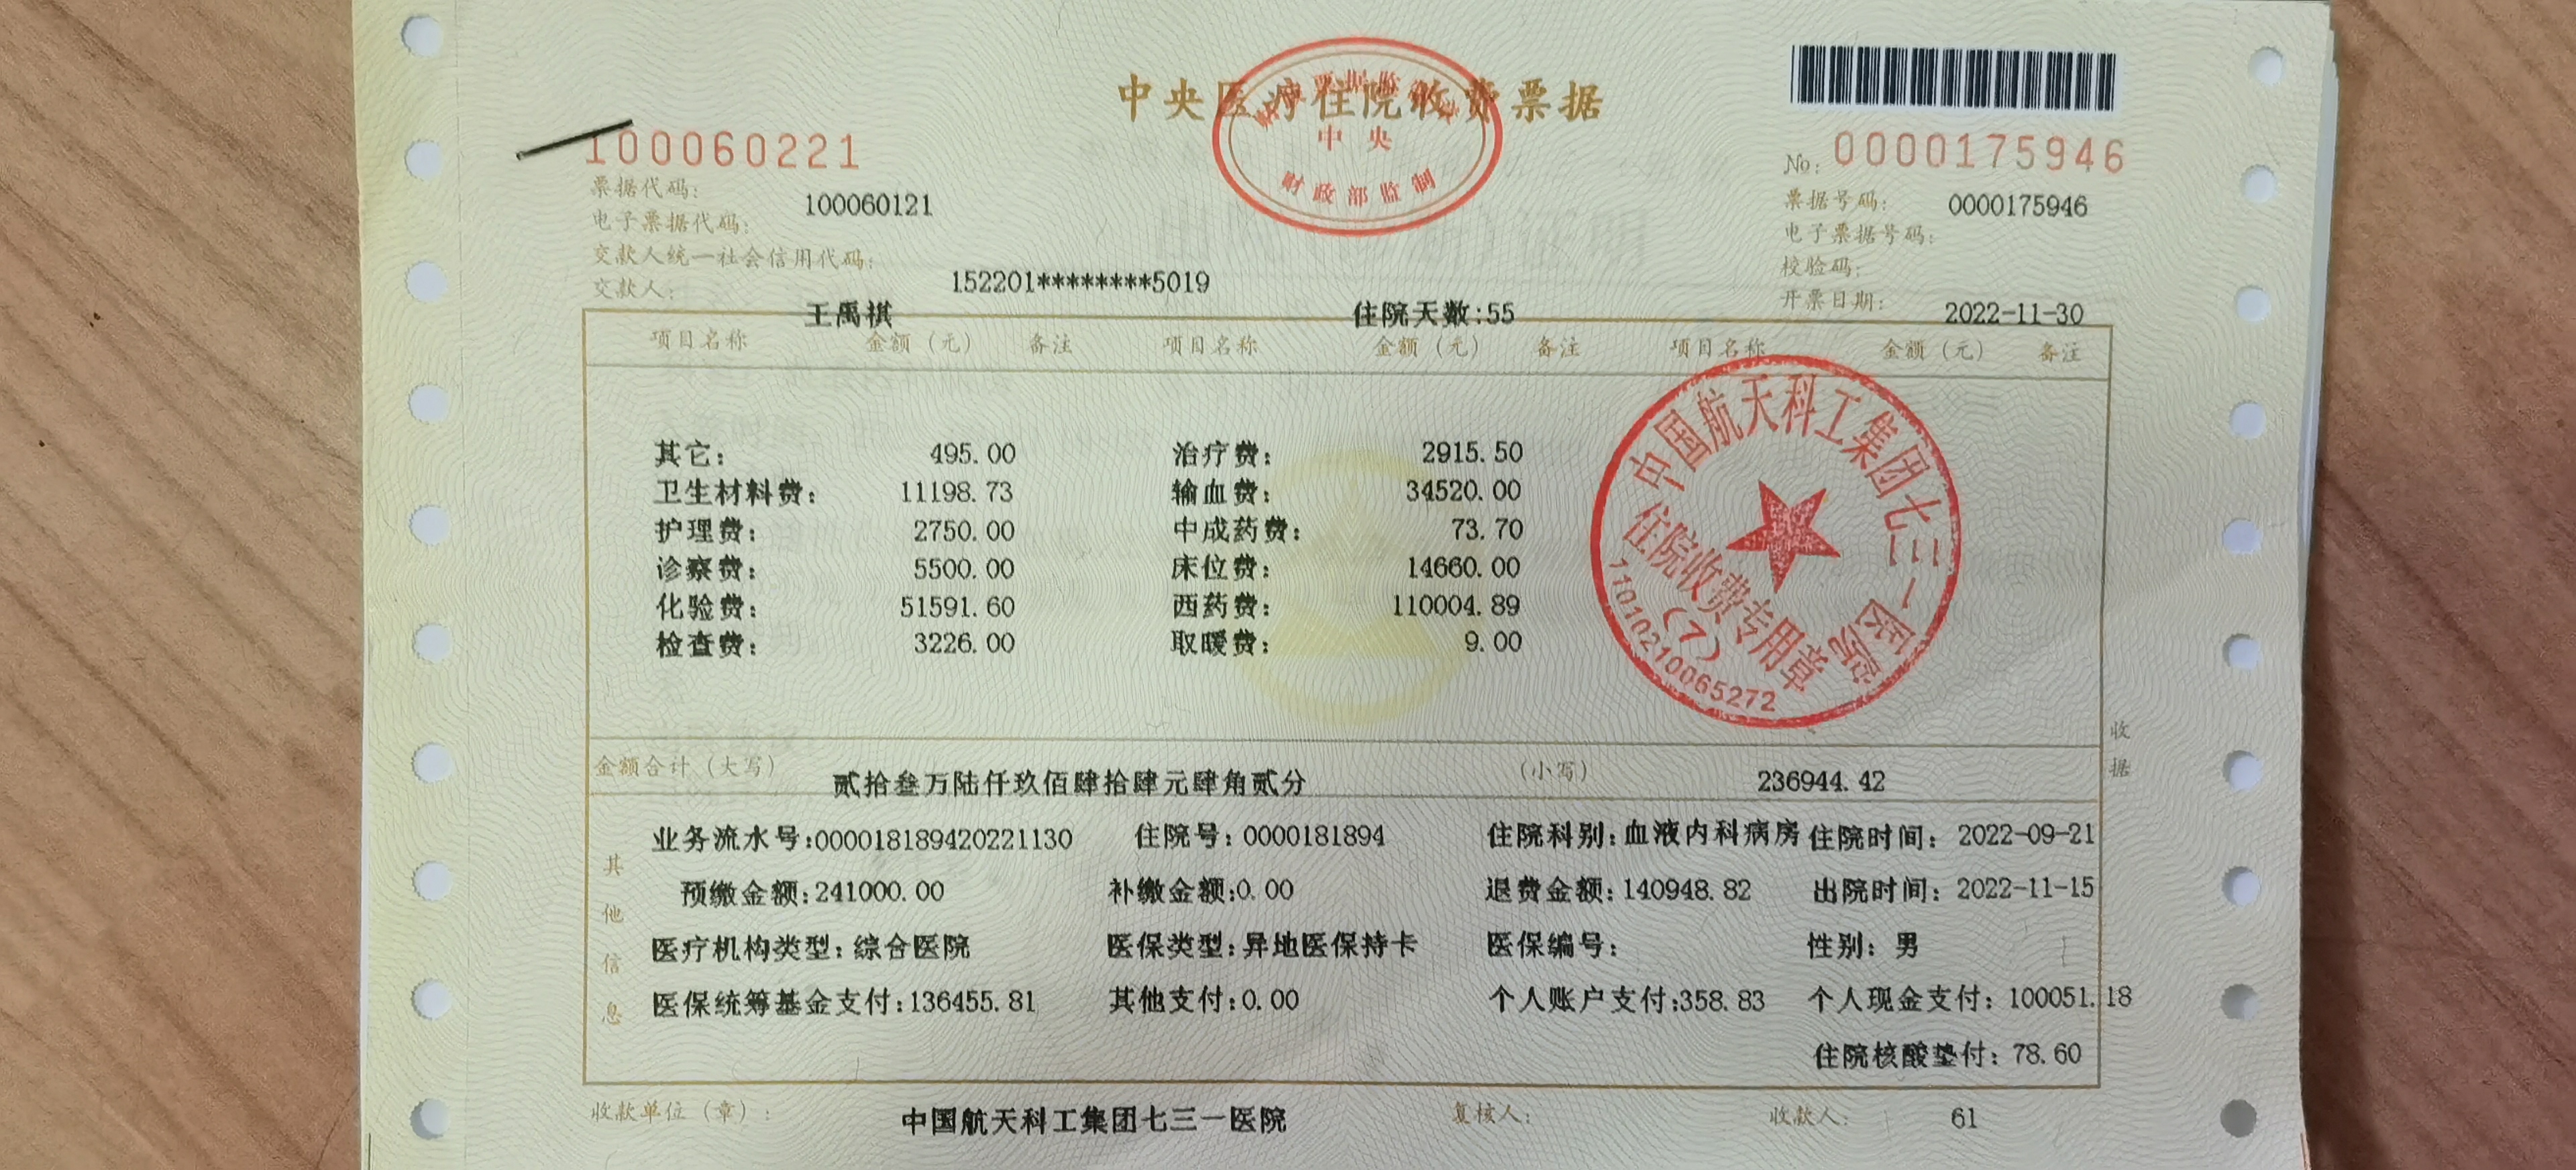 中央医疗住院收费票据
财政票据监制章
中央
财政部监制
100060221
No: 0000175946
票据代码:
100060121
票据号码: 0000175946
电子票据代码:
电子票据号码:
交款人统一社会信用代码:
152201********5019
校验码:
交款人:
王禹祺
住院天数:55
开票日期: 2022-11-30
项目名称 金额（元） 备注 项目名称 金额（元） 备注 项目名称 金额（元） 备注
其它: 495.00 治疗费: 2915.50
卫生材料费: 11198.73 输血费: 34520.00
护理费: 2750.00 中成药费: 73.70
诊察费: 5500.00 床位费: 14660.00
化验费: 51591.60 西药费: 110004.89
检查费: 3226.00 取暖费: 9.00
中国航天科工集团七三一医院
住院收费专用章
(7)
11010210065272
收据
金额合计（大写） 贰拾叁万陆仟玖佰肆拾肆元肆角贰分 （小写） 236944.42
其他信息
业务流水号:000018189420221130 住院号: 0000181894 住院科别:血液内科病房 住院时间: 2022-09-21
预缴金额:241000.00 补缴金额:0.00 退费金额:140948.82 出院时间: 2022-11-15
医疗机构类型: 综合医院 医保类型:异地医保持卡 医保编号: 性别: 男
医保统筹基金支付:136455.81 其他支付:0.00 个人账户支付:358.83 个人现金支付: 100051.18
住院核酸垫付: 78.60
收款单位（章）: 中国航天科工集团七三一医院 复核人: 收款人: 61